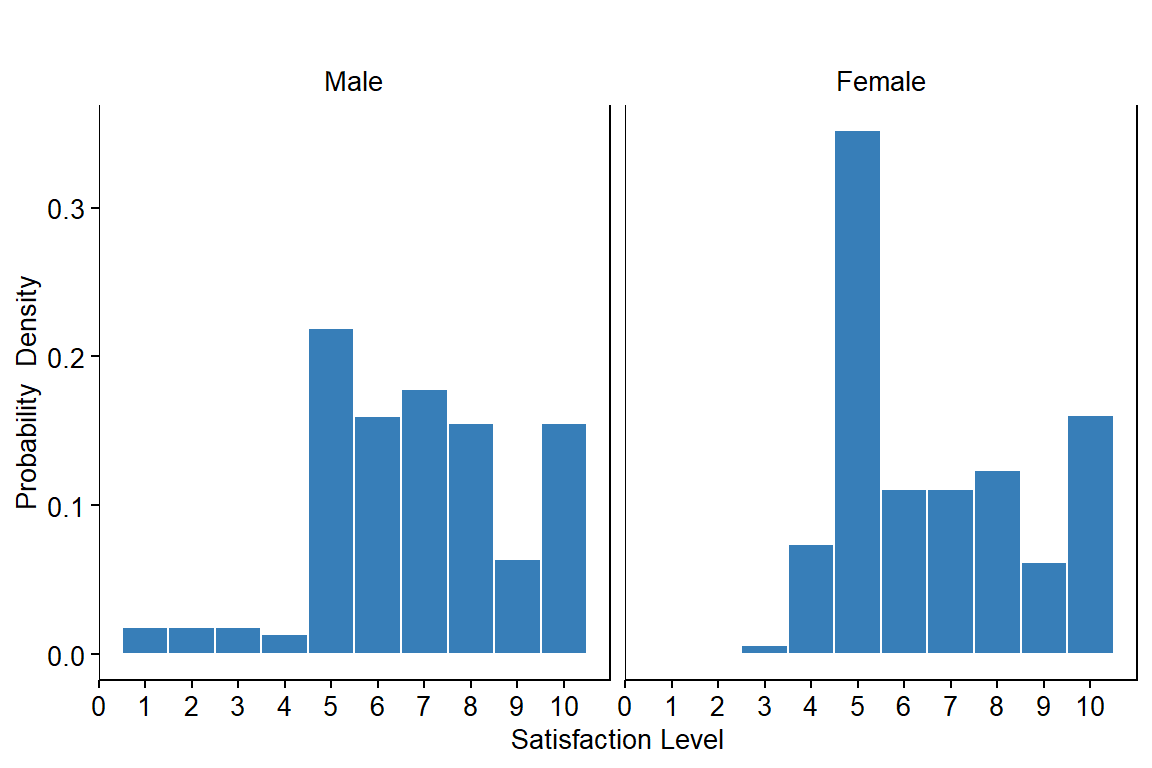 Male Female
0.3
0.2
0.1
0.0
Probability  Density
0 1 2 3 4 5 6 7 8 9 10 0 1 2 3 4 5 6 7 8 9 10
Satisfaction Level